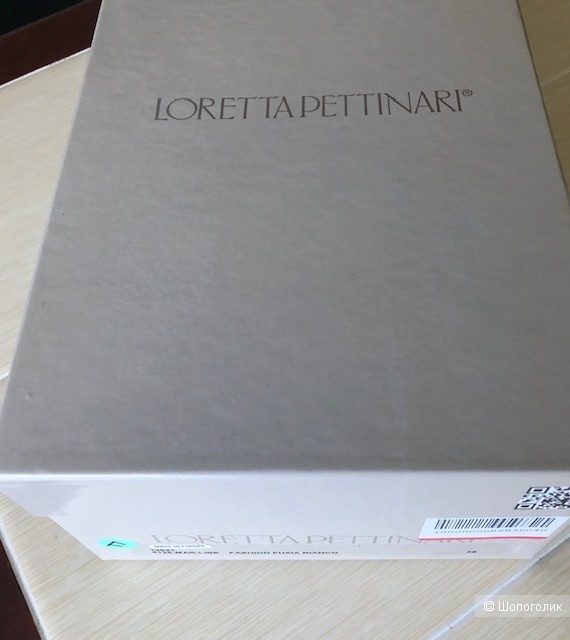 LORETTA PETTINARI®
LORETTA PETTINARI
FASHION FUXIA BIANCO
© Шопоголик